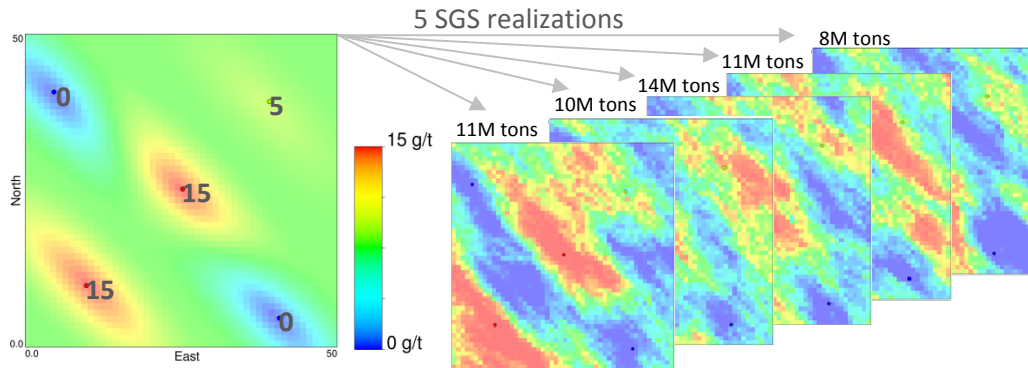 5 SGS realizations
50
North
0.0
0.0
East
50
0
5
15
15
0
15 g/t
0 g/t
11M tons
10M tons
14M tons
11M tons
8M tons